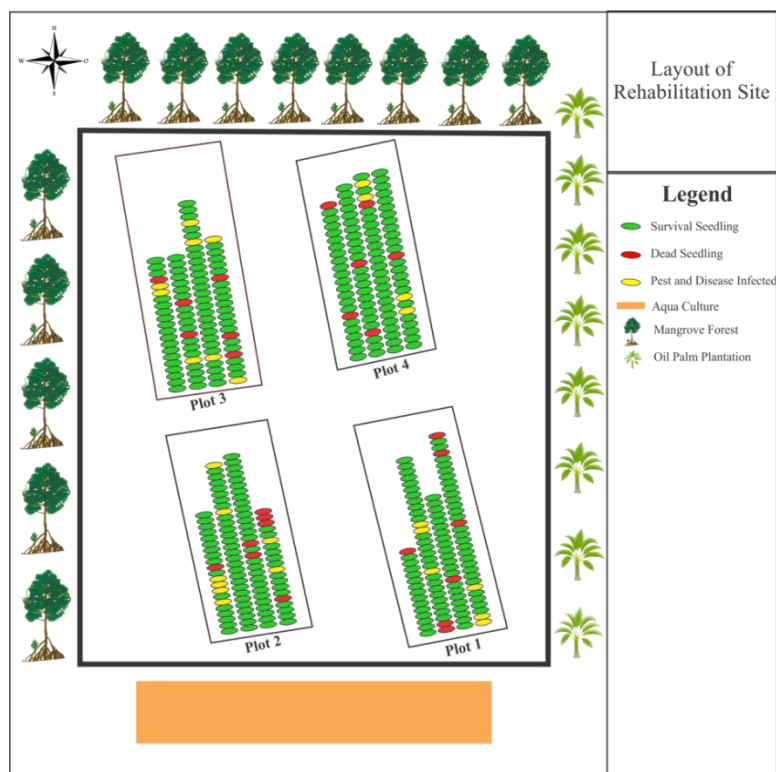 N
W
O
S
Layout of
Rehabilitation Site
Legend
Survival Seedling
Dead Seedling
Pest and Disease Infected
Aqua Culture
Mangrove Forest
Oil Palm Plantation
Plot 3
Plot 4
Plot 2
Plot 1